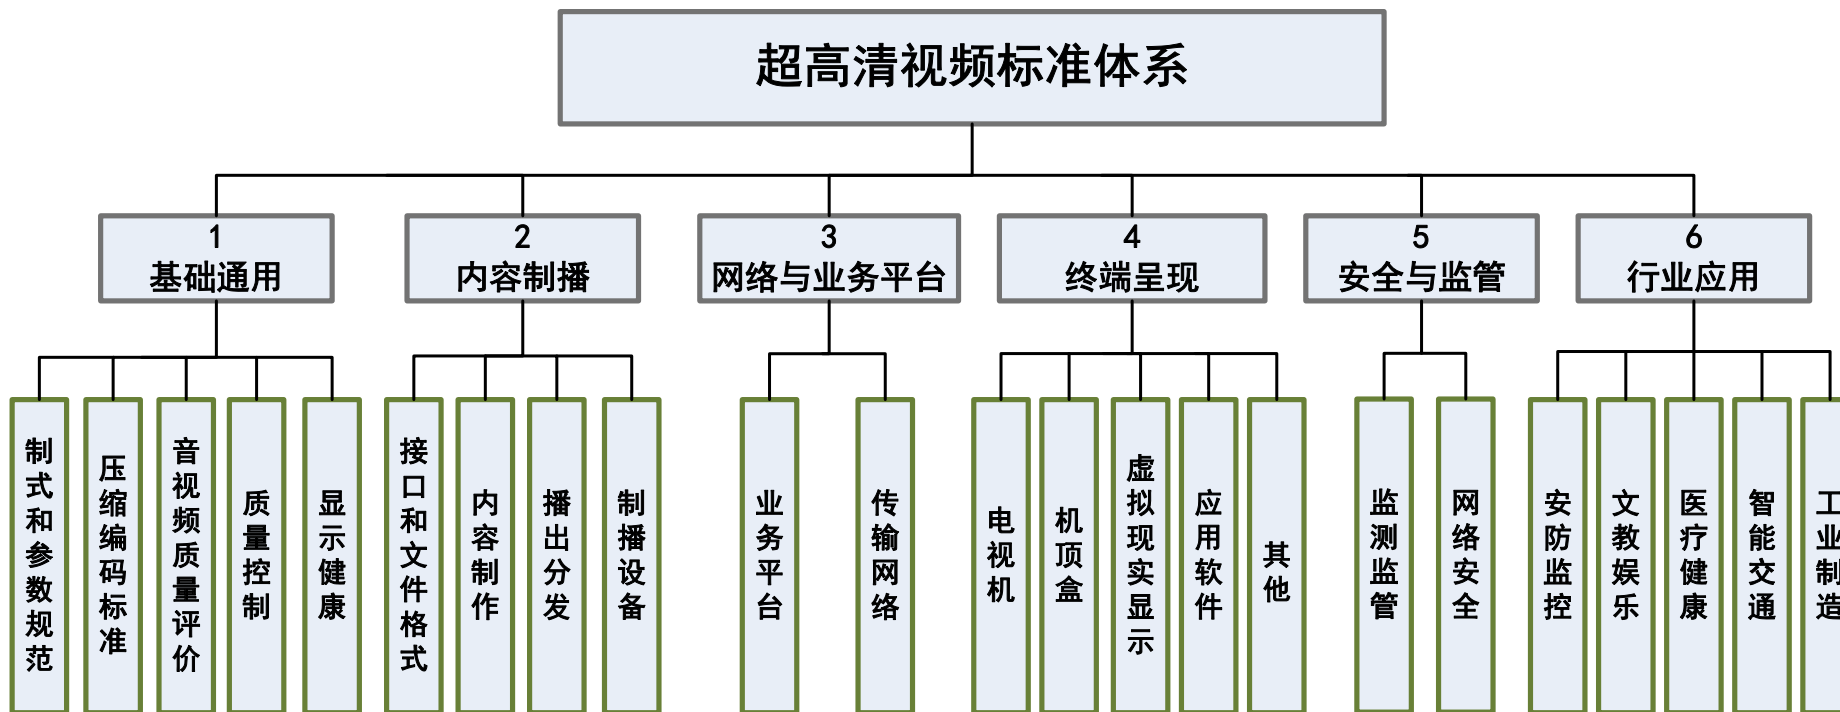 超高清视频标准体系
1
基础通用
2
内容制播
3
网络与业务平台
4
终端呈现
5
安全与监管
6
行业应用
制式和参数规范
压缩编码标准
音视频质量评价
质量控制
显示健康
接口和文件格式
内容制作
播出分发
制播设备
业务平台
传输网络
电视机
机顶盒
虚拟现实显示
应用软件
其他
监测监管
网络安全
安防监控
文教娱乐
医疗健康
智能交通
工业制造